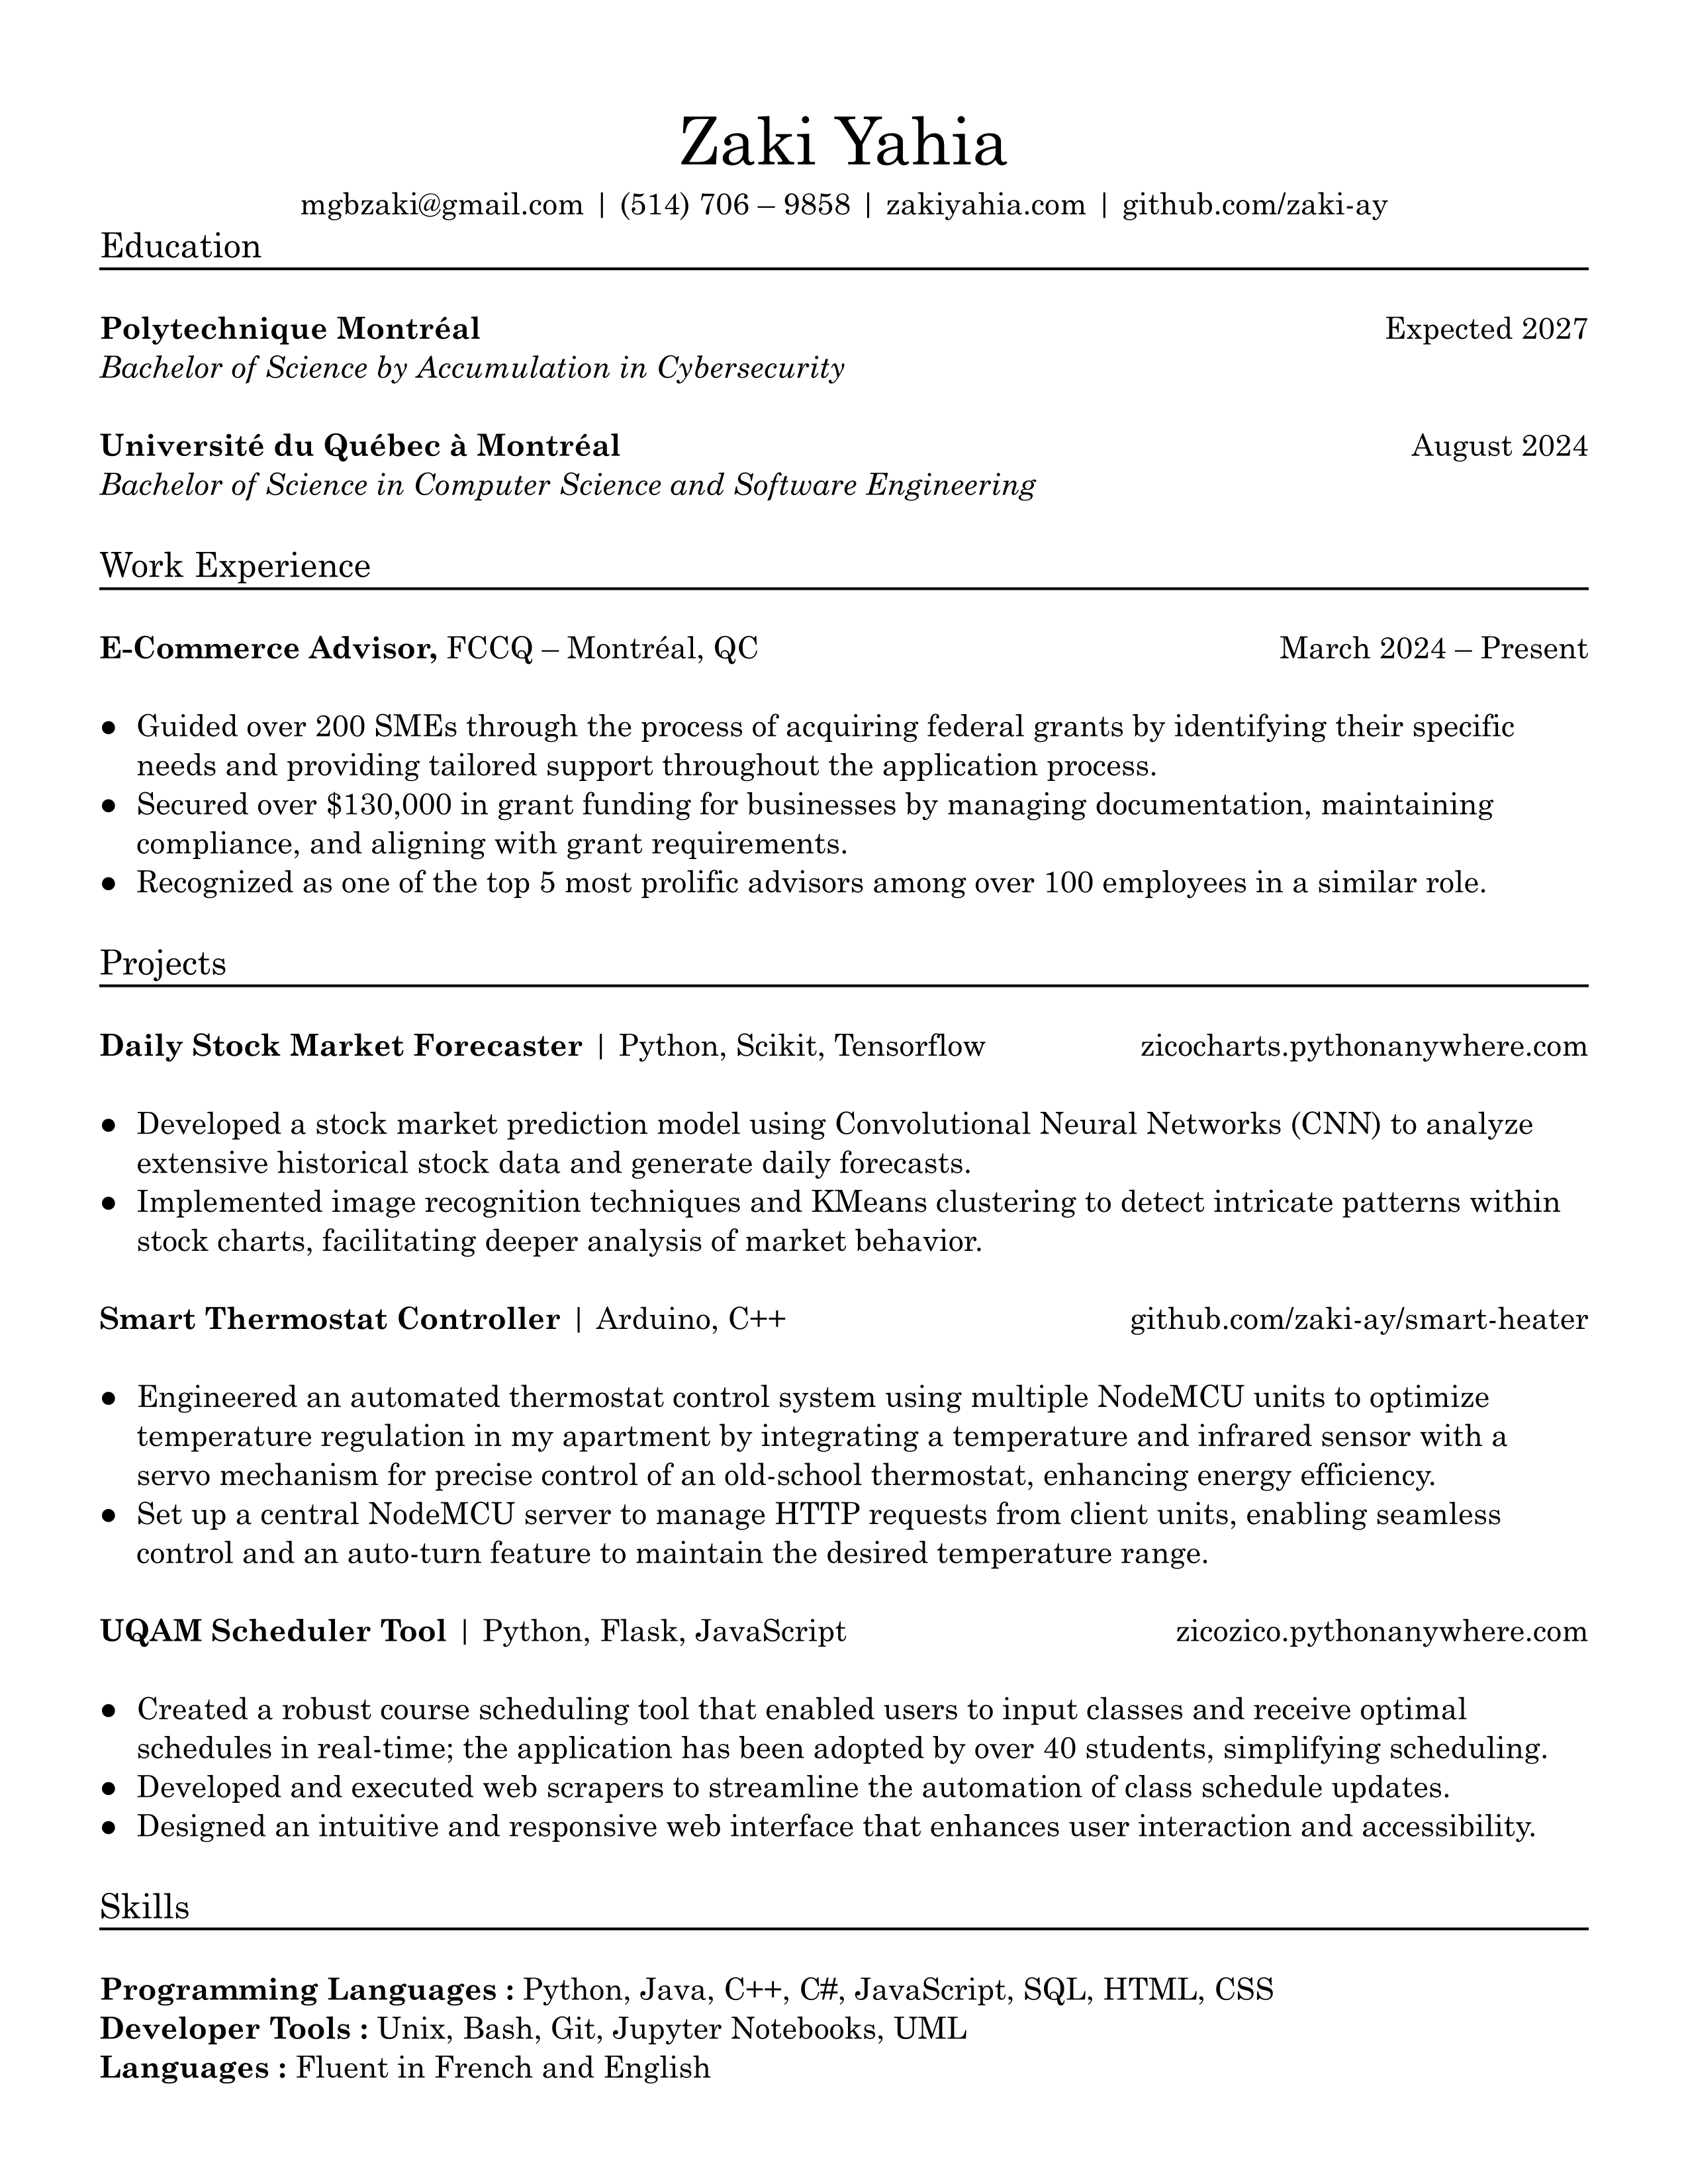 Zaki Yahia
mgbzaki@gmail.com | (514) 706 – 9858 | zakiyahia.com | github.com/zaki-ay
Education
Polytechnique Montréal Expected 2027
Bachelor of Science by Accumulation in Cybersecurity
Université du Québec à Montréal August 2024
Bachelor of Science in Computer Science and Software Engineering
Work Experience
E-Commerce Advisor, FCCQ – Montréal, QC March 2024 – Present
● Guided over 200 SMEs through the process of acquiring federal grants by identifying their specific
needs and providing tailored support throughout the application process.
● Secured over $130,000 in grant funding for businesses by managing documentation, maintaining
compliance, and aligning with grant requirements.
● Recognized as one of the top 5 most prolific advisors among over 100 employees in a similar role.
Projects
Daily Stock Market Forecaster | Python, Scikit, Tensorflow zicocharts.pythonanywhere.com
● Developed a stock market prediction model using Convolutional Neural Networks (CNN) to analyze
extensive historical stock data and generate daily forecasts.
● Implemented image recognition techniques and KMeans clustering to detect intricate patterns within
stock charts, facilitating deeper analysis of market behavior.
Smart Thermostat Controller | Arduino, C++ github.com/zaki-ay/smart-heater
● Engineered an automated thermostat control system using multiple NodeMCU units to optimize
temperature regulation in my apartment by integrating a temperature and infrared sensor with a
servo mechanism for precise control of an old-school thermostat, enhancing energy efficiency.
● Set up a central NodeMCU server to manage HTTP requests from client units, enabling seamless
control and an auto-turn feature to maintain the desired temperature range.
UQAM Scheduler Tool | Python, Flask, JavaScript zicozico.pythonanywhere.com
● Created a robust course scheduling tool that enabled users to input classes and receive optimal
schedules in real-time; the application has been adopted by over 40 students, simplifying scheduling.
● Developed and executed web scrapers to streamline the automation of class schedule updates.
● Designed an intuitive and responsive web interface that enhances user interaction and accessibility.
Skills
Programming Languages : Python, Java, C++, C#, JavaScript, SQL, HTML, CSS
Developer Tools : Unix, Bash, Git, Jupyter Notebooks, UML
Languages : Fluent in French and English